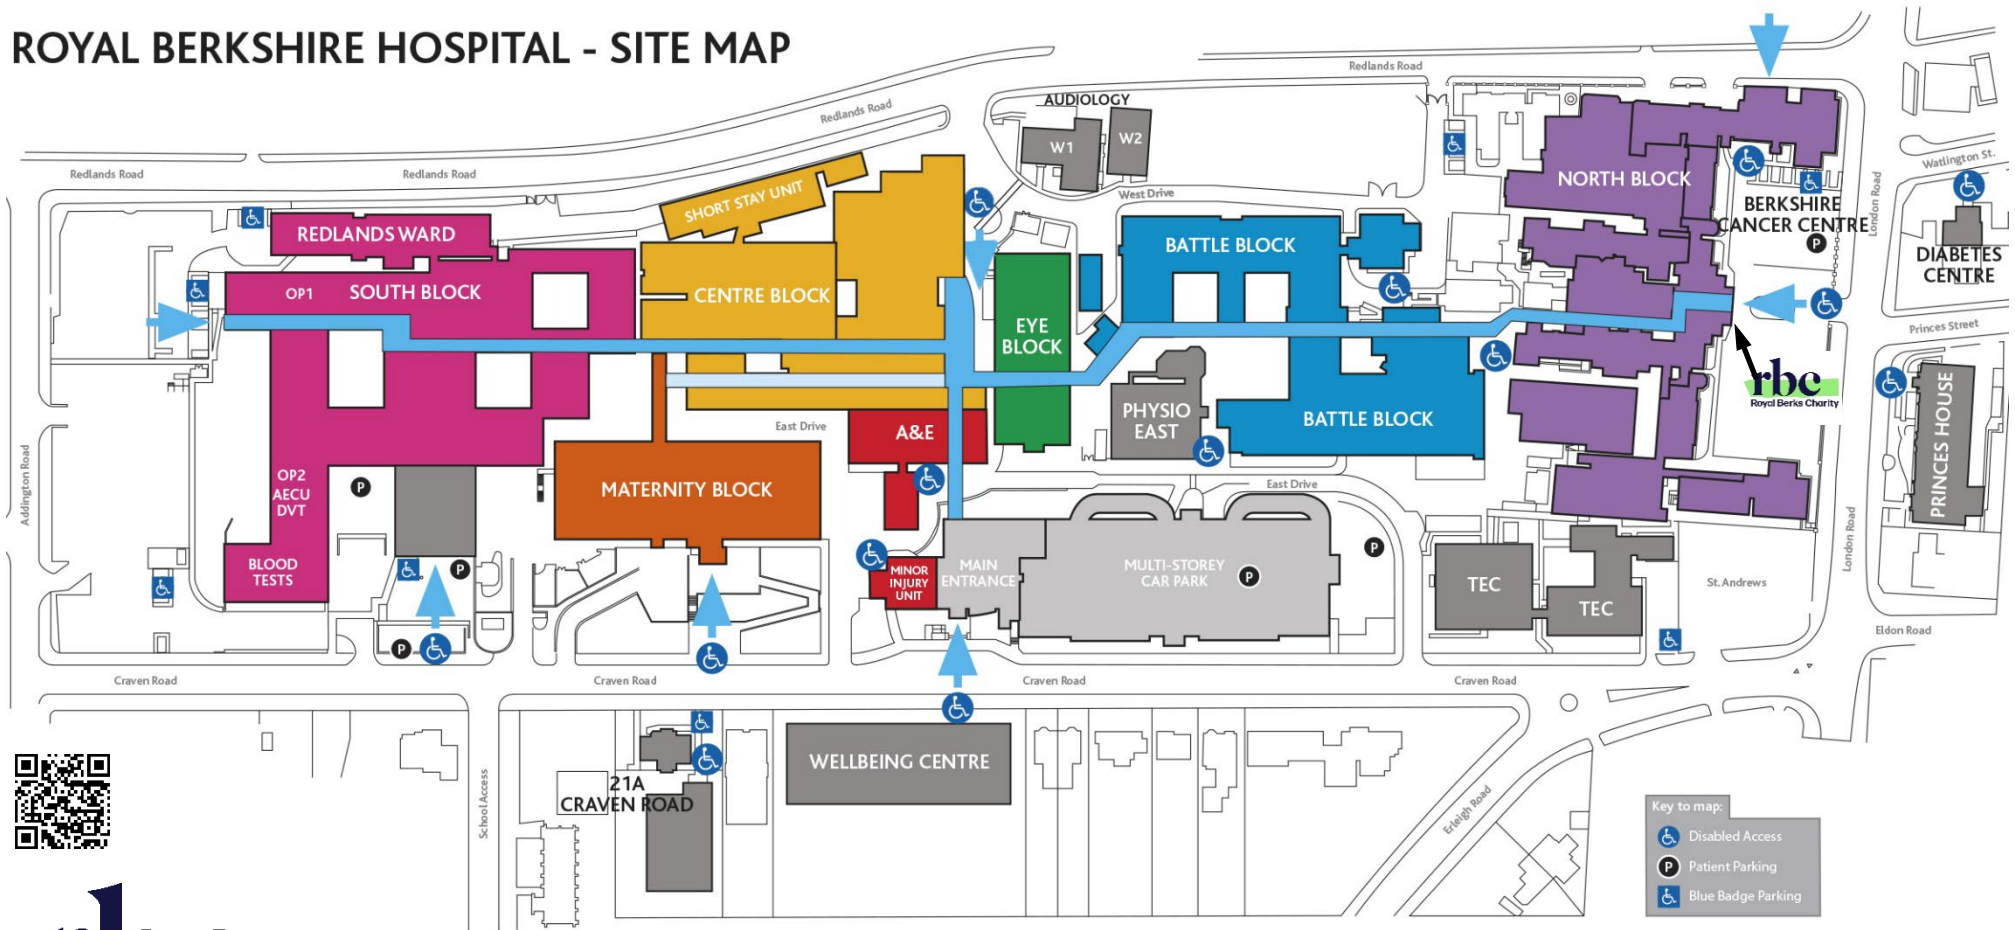 ROYAL BERKSHIRE HOSPITAL - SITE MAP
Redlands Road
Redlands Road
Redlands Road
Redlands Road
AUDIOLOGY
W1
W2
West Drive
SHORT STAY UNIT
REDLANDS WARD
OP1
SOUTH BLOCK
CENTRE BLOCK
EYE
BLOCK
BATTLE BLOCK
NORTH BLOCK
BERKSHIRE
CANCER CENTRE
P
London Road
Watlington St.
DIABETES
CENTRE
Princes Street
rbc
Royal Berks Charity
PRINCES HOUSE
PHYSIO
EAST
BATTLE BLOCK
A&E
East Drive
East Drive
Addington Road
OP2
AECU
DVT
P
BLOOD
TESTS
P
P
MATERNITY BLOCK
MINOR
INJURY
UNIT
MAIN
ENTRANCE
MULTI-STOREY
CAR PARK
P
P
TEC
TEC
St. Andrews
London Road
Eldon Road
Craven Road
Craven Road
Craven Road
Craven Road
School Access
21A
CRAVEN ROAD
WELLBEING CENTRE
Erleigh Road
Key to map:
Disabled Access
P Patient Parking
Blue Badge Parking